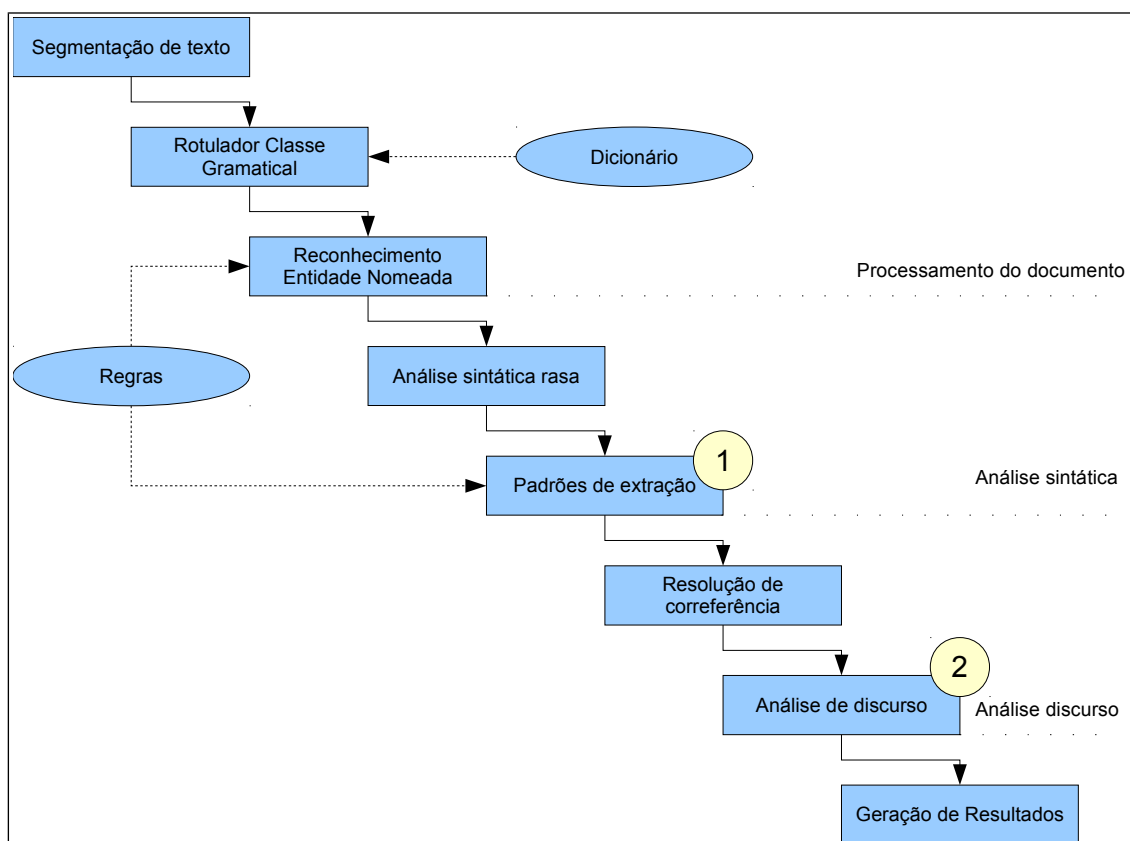 Segmentação de texto
Rotulador Classe
Gramatical
Dicionário
Reconhecimento
Entidade Nomeada
Processamento do documento
Regras
Análise sintática rasa
1
Padrões de extração
Análise sintática
Resolução de
correferência
2
Análise de discurso
Análise discurso
Geração de Resultados